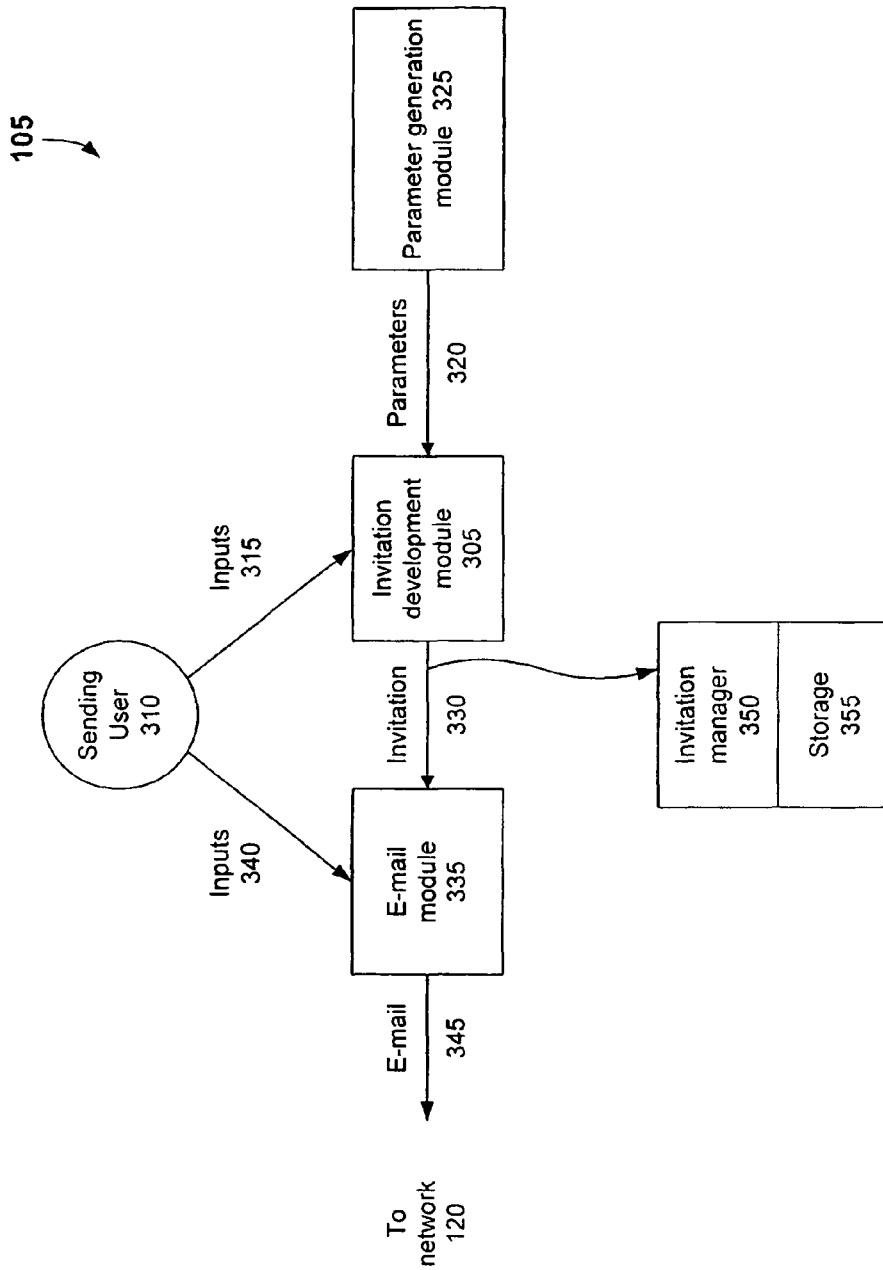 105
Sending
User
310
Inputs
340
Inputs
315
To
network
120
E-mail
345
E-mail
module
335
Invitation
330
Invitation
development
module
305
Parameters
320
Parameter generation
module 325
Invitation
manager
350
Storage
355